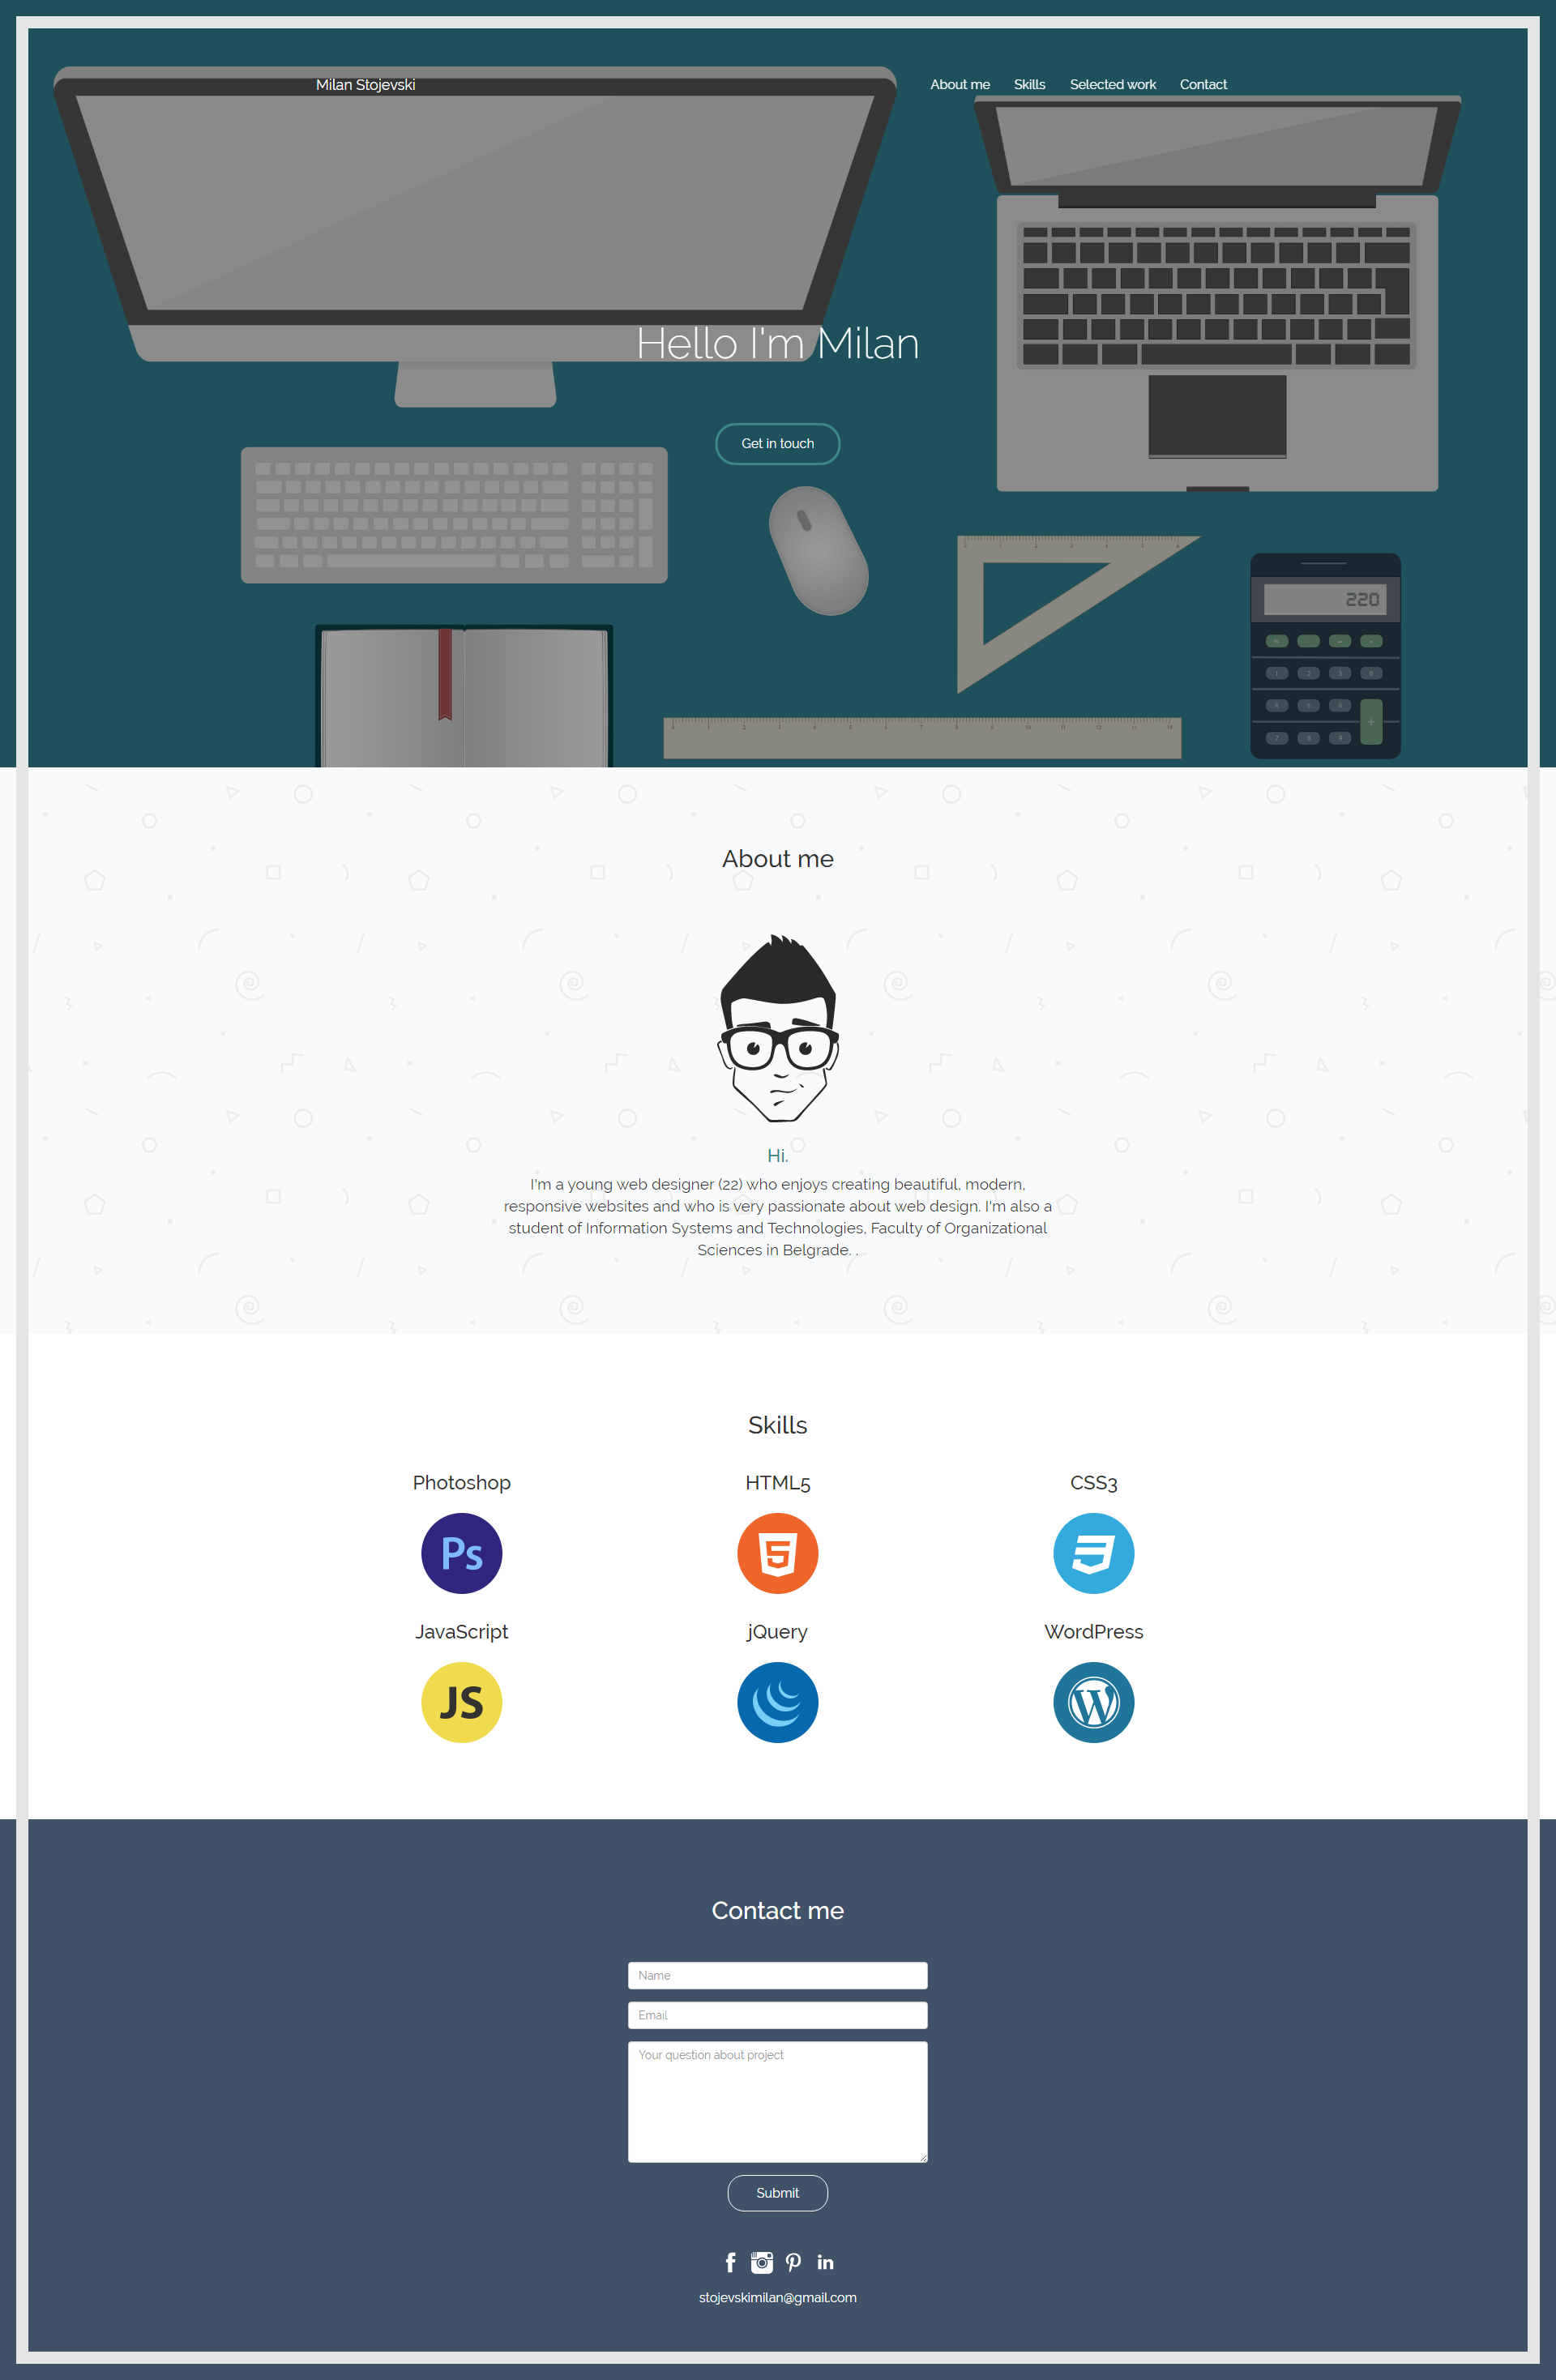 Milan Stojevski
About me Skills Selected work Contact
Hello I'm Milan
Get in touch
220
About me
Hi.
I'm a young web designer (22) who enjoys creating beautiful, modern,
responsive websites and who is very passionate about web design. I'm also a
student of Information Systems and Technologies, Faculty of Organizational
Sciences in Belgrade. .
Skills
Photoshop HTML5 CSS3
Ps 5 3
JavaScript jQuery WordPress
JS W
Contact me
Name
Email
Your question about project
Submit
f in
stojevskimilan@gmail.com